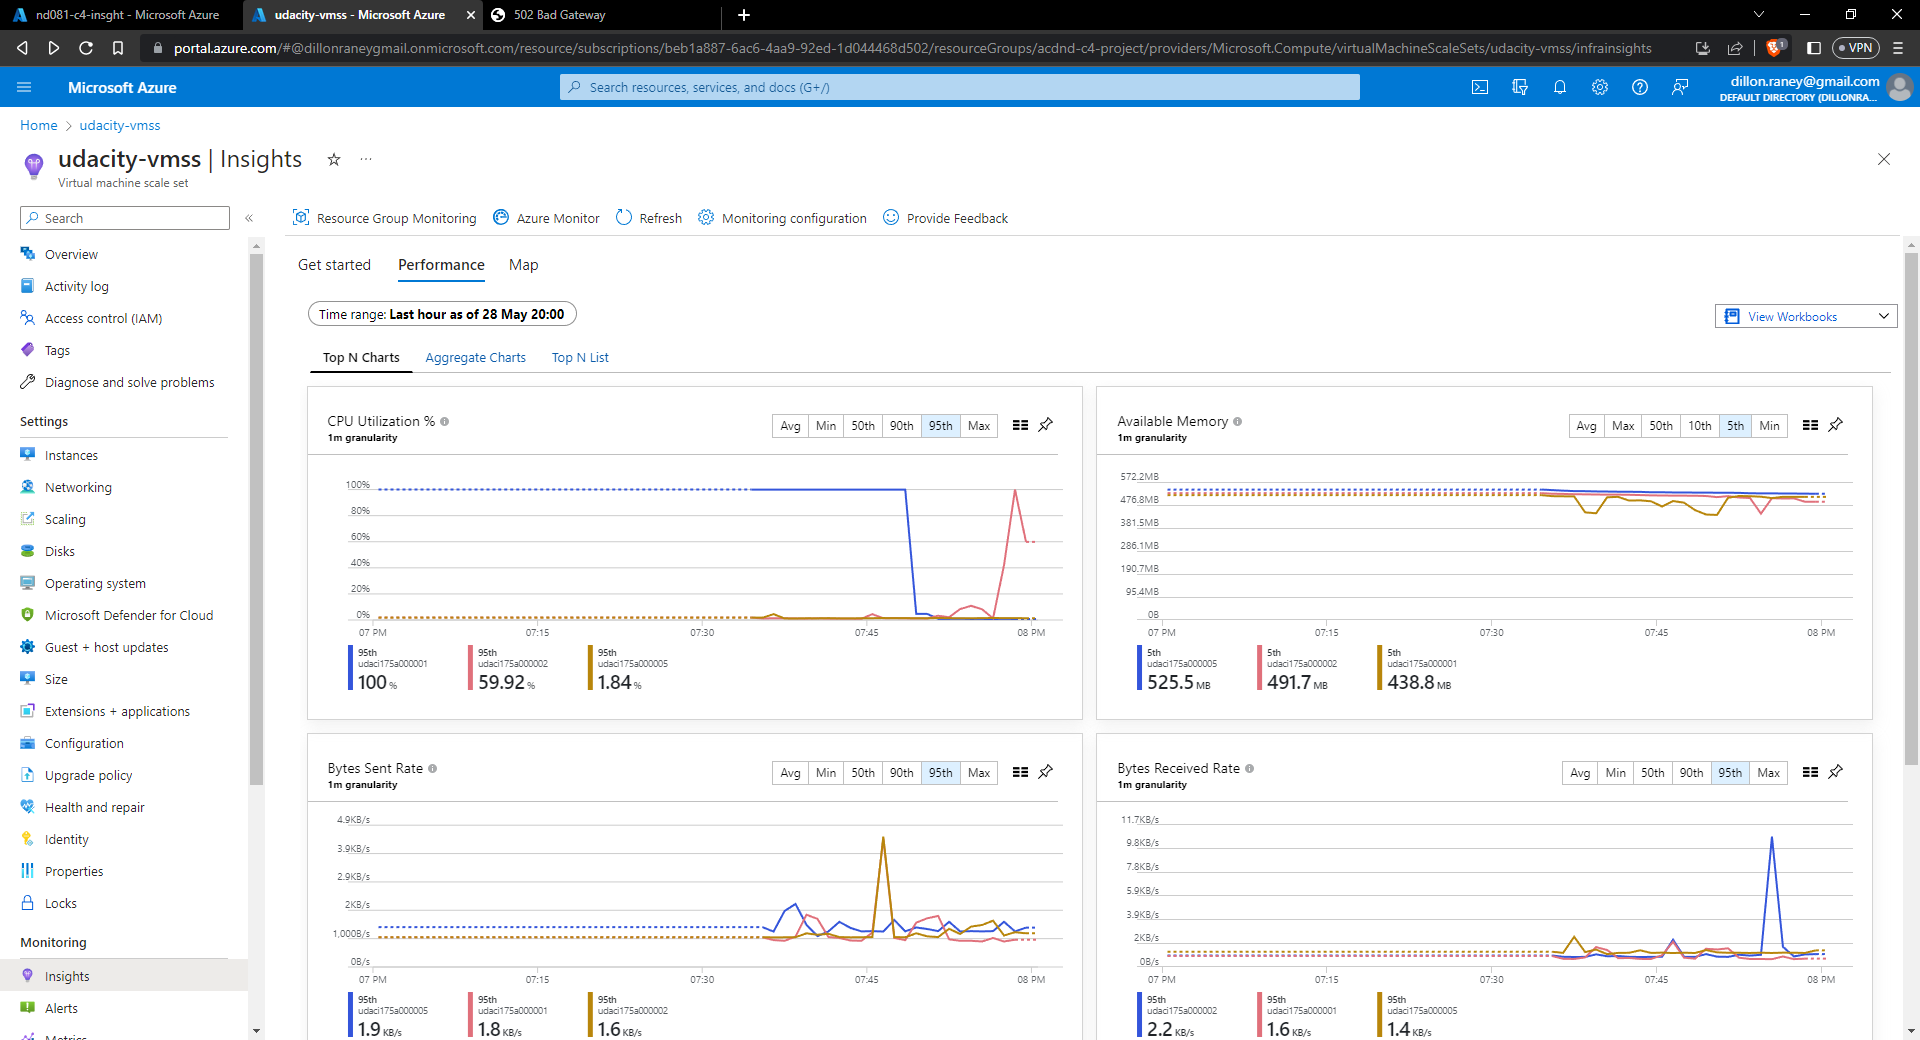 nd081-c4-insght - Microsoft Azure
udacity-vmss - Microsoft Azure
502 Bad Gateway
portal.azure.com/#@dillonraneygmail.onmicrosoft.com/resource/subscriptions/beb1a887-6ac6-4aa9-92ed-1d044468d502/resourceGroups/acdnd-c4-project/providers/Microsoft.Compute/virtualMachineScaleSets/udacity-vmss/infrainsights
1
VPN
Microsoft Azure
Search resources, services, and docs (G+/)
dillon.raney@gmail.com
DEFAULT DIRECTORY (DILLONRA...
Home > udacity-vmss
udacity-vmss | Insights
Virtual machine scale set
Search
Overview
Activity log
Access control (IAM)
Tags
Diagnose and solve problems
Settings
Instances
Networking
Scaling
Disks
Operating system
Microsoft Defender for Cloud
Guest + host updates
Size
Extensions + applications
Configuration
Upgrade policy
Health and repair
Identity
Properties
Locks
Monitoring
Insights
Alerts
Metrics
Resource Group Monitoring
Azure Monitor
Refresh
Monitoring configuration
Provide Feedback
Get started
Performance
Map
Time range: Last hour as of 28 May 20:00
View Workbooks
Top N Charts
Aggregate Charts
Top N List
CPU Utilization %
1m granularity
Avg Min 50th 90th 95th Max
100%
80%
60%
40%
20%
0%
07 PM 07:15 07:30 07:45 08 PM
95th
udaci175a000001
100 %
95th
udaci175a000002
59.92 %
95th
udaci175a000005
1.84 %
Available Memory
1m granularity
Avg Max 50th 10th 5th Min
572.2MB
476.8MB
381.5MB
286.1MB
190.7MB
95.4MB
0B
07 PM 07:15 07:30 07:45 08 PM
5th
udaci175a000005
525.5 MB
5th
udaci175a000002
491.7 MB
5th
udaci175a000001
438.8 MB
Bytes Sent Rate
1m granularity
Avg Min 50th 90th 95th Max
4.9KB/s
3.9KB/s
2.9KB/s
2KB/s
1,000B/s
0B/s
07 PM 07:15 07:30 07:45 08 PM
95th
udaci175a000005
1.9 KB/s
95th
udaci175a000001
1.8 KB/s
95th
udaci175a000002
1.6 KB/s
Bytes Received Rate
1m granularity
Avg Min 50th 90th 95th Max
11.7KB/s
9.8KB/s
7.8KB/s
5.9KB/s
3.9KB/s
2KB/s
0B/s
07 PM 07:15 07:30 07:45 08 PM
95th
udaci175a000002
2.2 KB/s
95th
udaci175a000001
1.6 KB/s
95th
udaci175a000005
1.4 KB/s